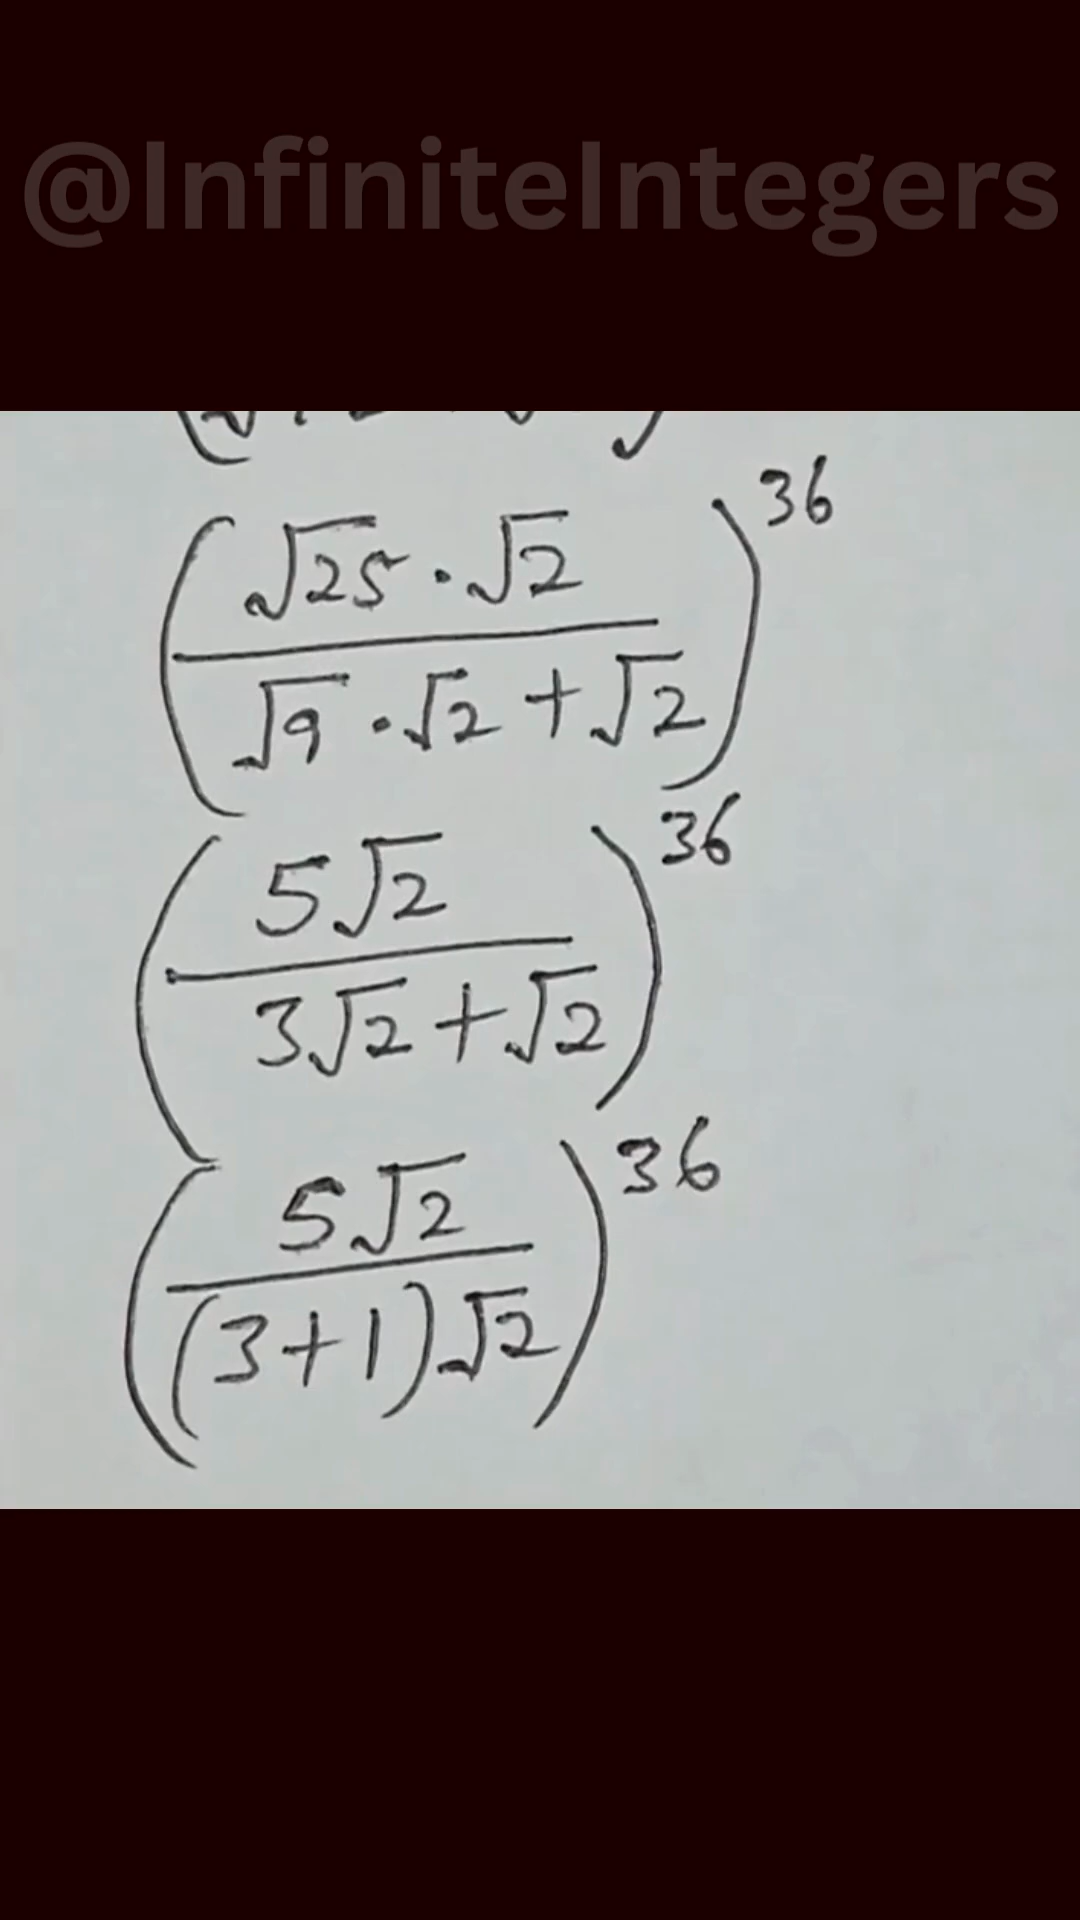 @InfiniteIntegers
(√25 · √2 / √9 · √2 + √2)^36
(5√2 / 3√2 + √2)^36
(5√2 / (3+1)√2)^36